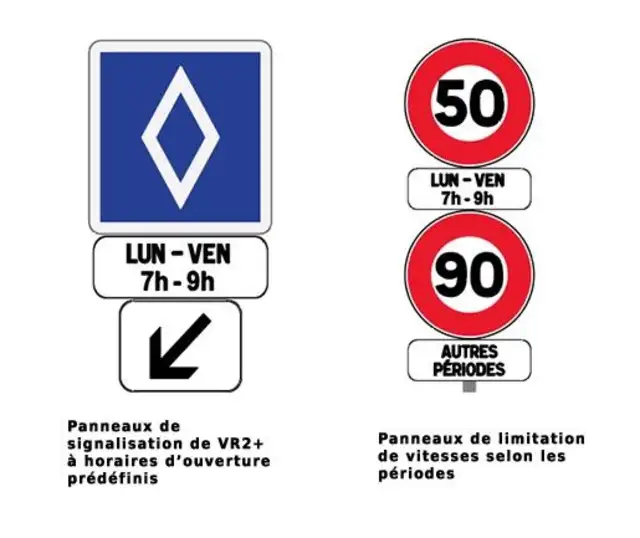 LUN - VEN
7h - 9h
Panneaux de
signalisation de VR2+
à horaires d'ouverture
prédéfinis
50
LUN - VEN
7h - 9h
90
AUTRES
PÉRIODES
Panneaux de limitation
de vitesses selon les
périodes